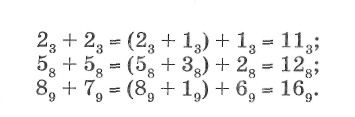 2₃ + 2₃ = (2₃ + 1₃) + 1₃ = 11₃;
5₈ + 5₈ = (5₈ + 3₈) + 2₈ = 12₈;
8₉ + 7₉ = (8₉ + 1₉) + 6₉ = 16₉.